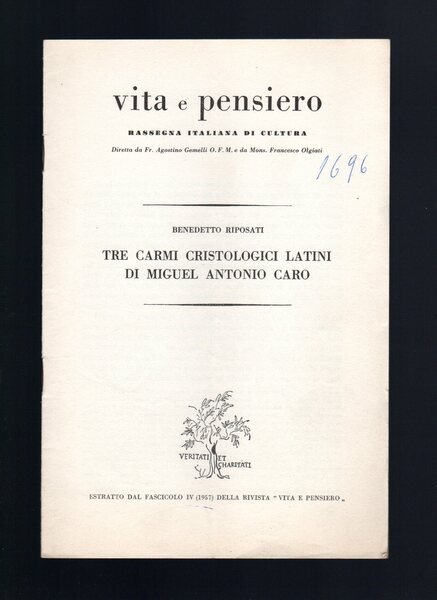 vita e pensiero
RASSEGNA ITALIANA DI CULTURA
Diretta da Fr. Agostino Gemelli O. F. M. e da Mons. Francesco Olgiati
1696
BENEDETTO RIPOSATI
TRE CARMI CRISTOLOGICI LATINI
DI MIGUEL ANTONIO CARO
VERITATI ET
CHARITATI
ESTRATTO DAL FASCICOLO IV (1957) DELLA RIVISTA "VITA E PENSIERO„